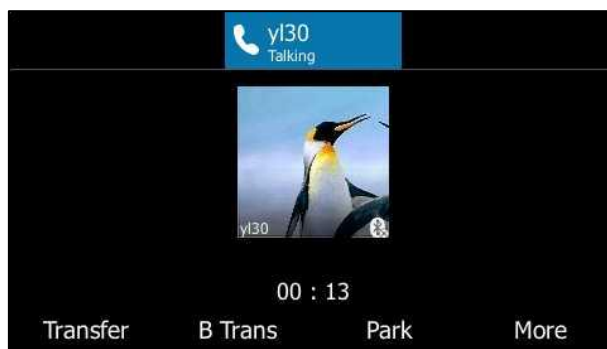 yl30
Talking
yl30
00 : 13
Transfer B Trans Park More